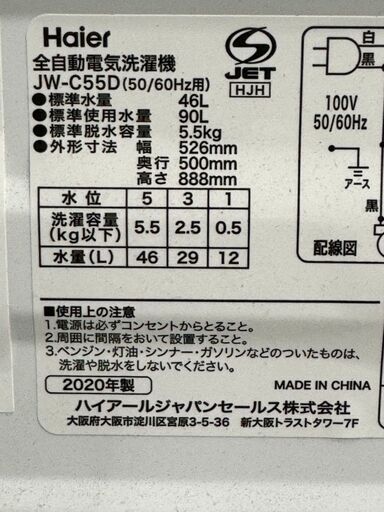 Haier
全自動電気洗濯機
JW-C55D(50/60Hz用)
●標準水量 46L
●標準使用水量 90L
●標準脱水容量 5.5kg
●外形寸法 幅 526mm
奥行 500mm
高さ 888mm
S
JET
HJH
白
黒
100V
50/60Hz
アース
黒
配線図
水位 5 3 1
洗濯容量(kg以下) 5.5 2.5 0.5
水量(L) 46 29 12
■使用上の注意
1.電源は必ずコンセントからとること。
2.周囲に間隔をおいて設置すること。
3.ベンジン・灯油・シンナー・ガソリンなどのついたものは、
洗濯や脱水をしないでください。
2020年製
MADE IN CHINA
ハイアールジャパンセールス株式会社
大阪府大阪市淀川区宮原3-5-36 新大阪トラストタワー7F